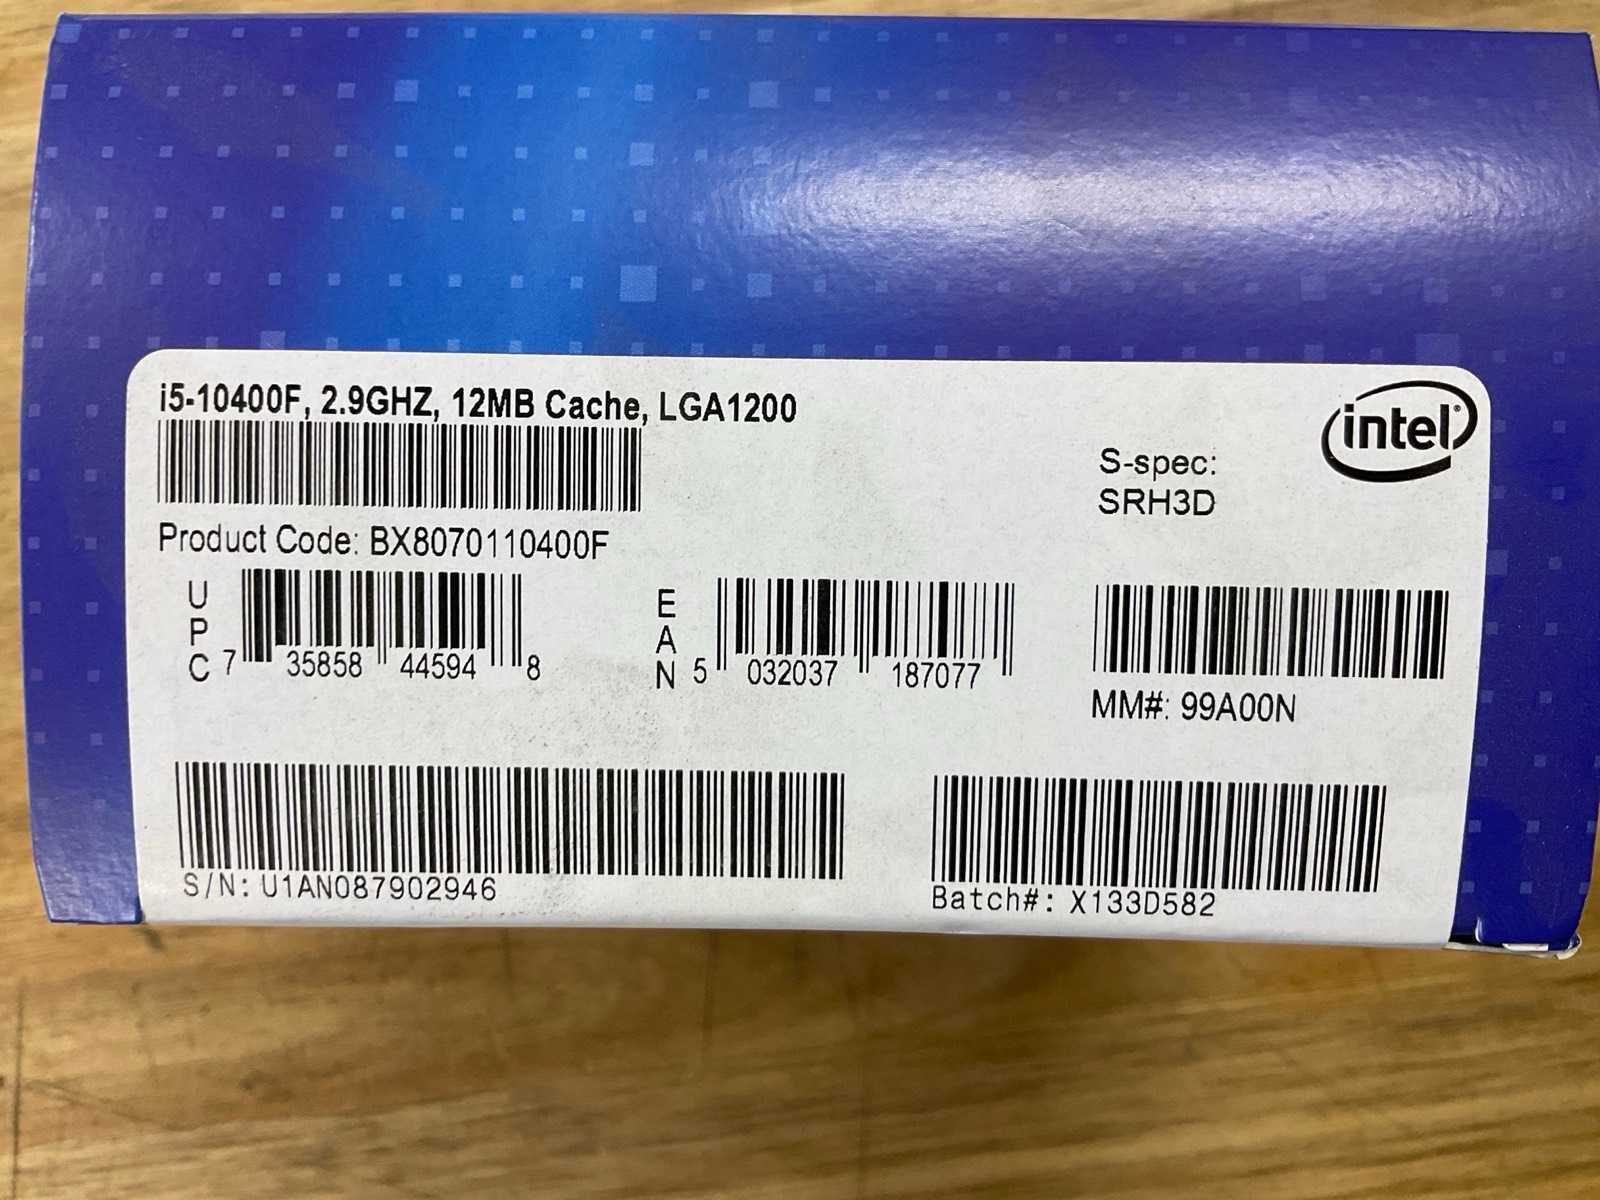 i5-10400F, 2.9GHZ, 12MB Cache, LGA1200
intel®
S-spec:
SRH3D
Product Code: BX8070110400F
UPC 7 35858 44594 8
EAN 5 032037 187077
MM#: 99A00N
S/N: U1AN087902946
Batch#: X133D582